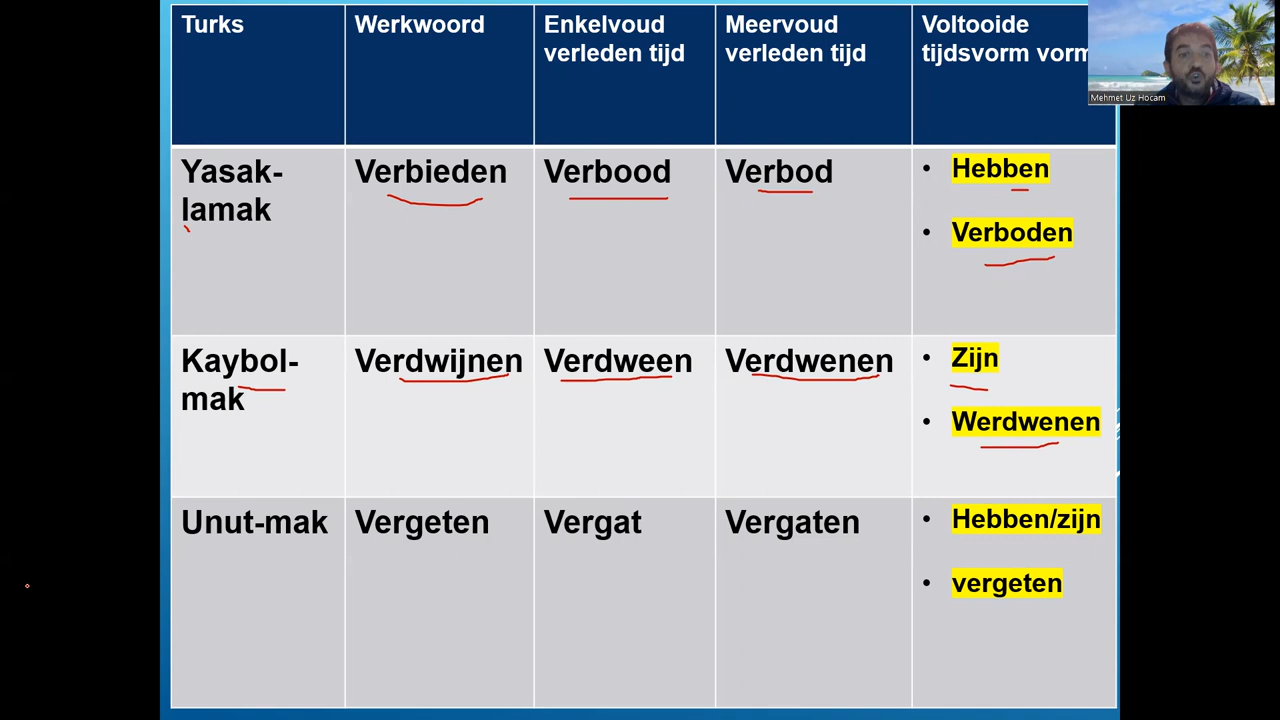 Turks
Werkwoord
Enkelvoud
verleden tijd
Meervoud
verleden tijd
Voltooide
tijdsvorm vorm
Mehmet Uz Hocam
Yasak-
lamak
Verbieden
Verbood
Verbod
• Hebben
• Verboden
Kaybol-
mak
Verdwijnen
Verdween
Verdwenen
• Zijn
• Werdwenen
Unut-mak
Vergeten
Vergat
Vergaten
• Hebben/zijn
• vergeten